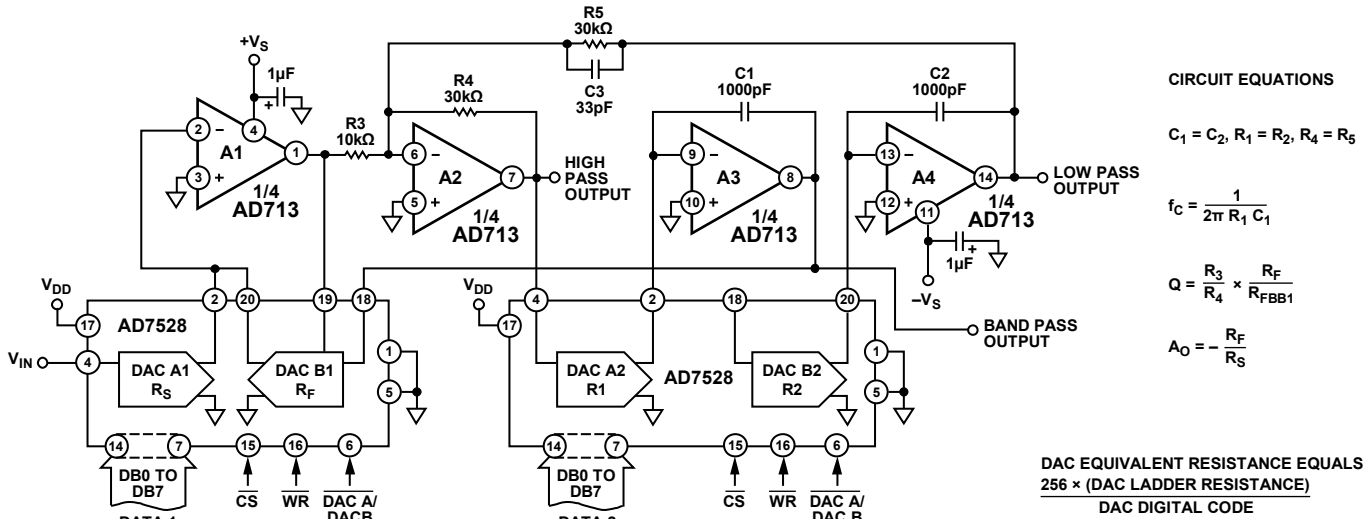 R5
30kΩ
C3
33pF
+VS
1µF
+
R4
30kΩ
C1
1000pF
C2
1000pF
R3
10kΩ
2
−
4
A1
1
3
+
1/4
AD713
6
−
A2
7
5
+
1/4
AD713
HIGH
PASS
OUTPUT
9
−
A3
8
10
+
1/4
AD713
13
−
A4
14
12
+
11
1/4
AD713
LOW PASS
OUTPUT
1µF
+
−VS
BAND PASS
OUTPUT
VDD
17
AD7528
2
20
19
18
VIN
4
DAC A1
RS
DAC B1
RF
1
5
14
7
15
16
6
DB0 TO
DB7
DATA 1
CS
WR
DAC A/
DACB
VDD
17
4
2
18
20
DAC A2
R1
AD7528
DAC B2
R2
1
5
14
7
15
16
6
DB0 TO
DB7
CS
WR
DAC A/
DAC B
CIRCUIT EQUATIONS
C1 = C2, R1 = R2, R4 = R5
fC = 1 / 2π R1 C1
Q = R3 / R4 × RF / RFBB1
AO = − RF / RS
DAC EQUIVALENT RESISTANCE EQUALS
256 × (DAC LADDER RESISTANCE)
DAC DIGITAL CODE